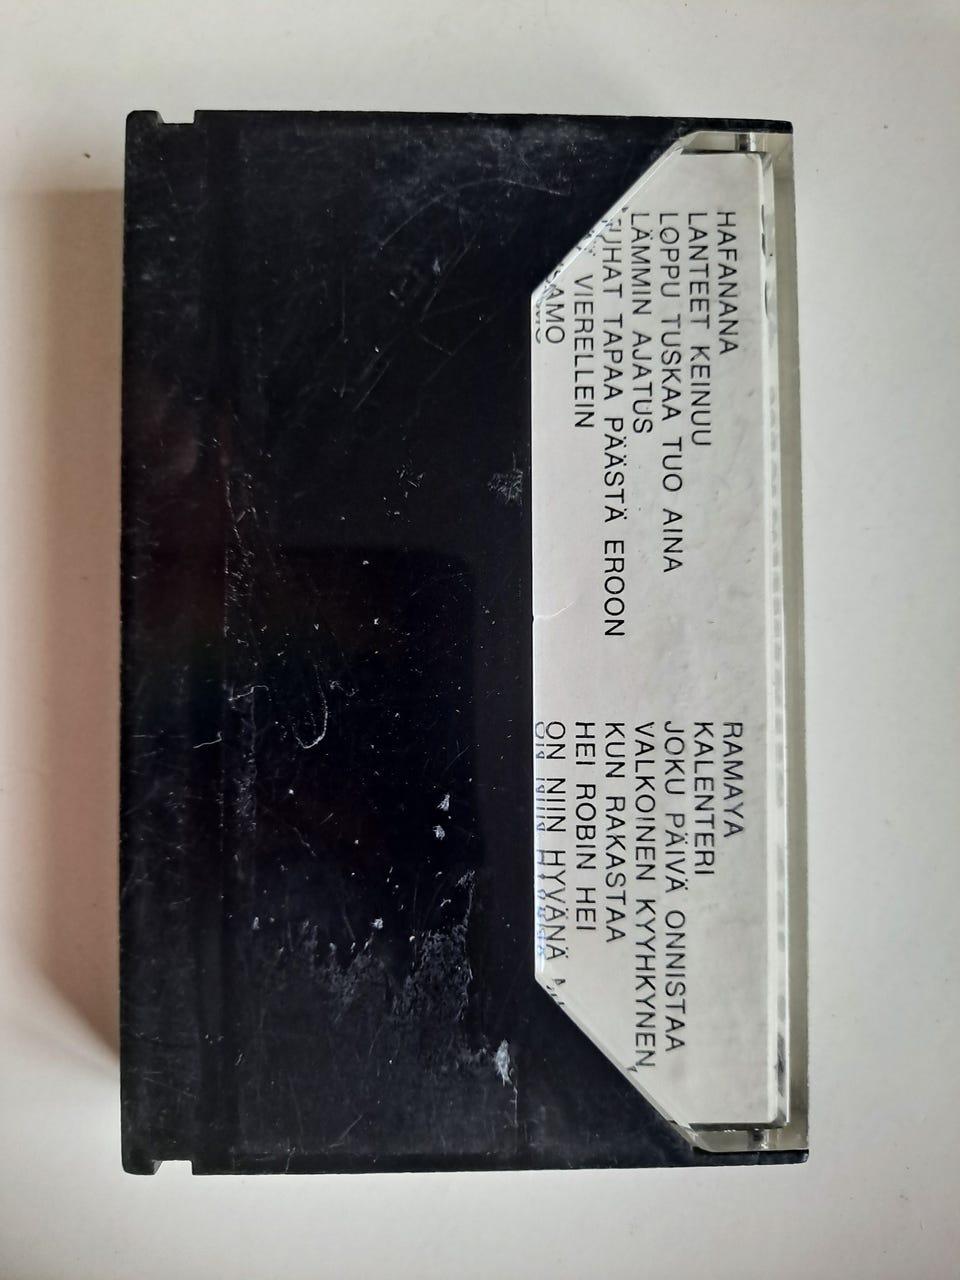 HAFANANA
LANTEET KEINUU
LOPPU TUSKAA TUO AINA
LÄMMIN AJATUS
TUHAT TAPAA PÄÄSTÄ EROON
VIERELLEIN
RAMAYA
KALENTERI
JOKU PÄIVÄ ONNISTAA
VALKOINEN KYYHKYNEN
KUN RAKASTAA
HEI ROBIN HEI
ON NIIN HYVÄNÄ